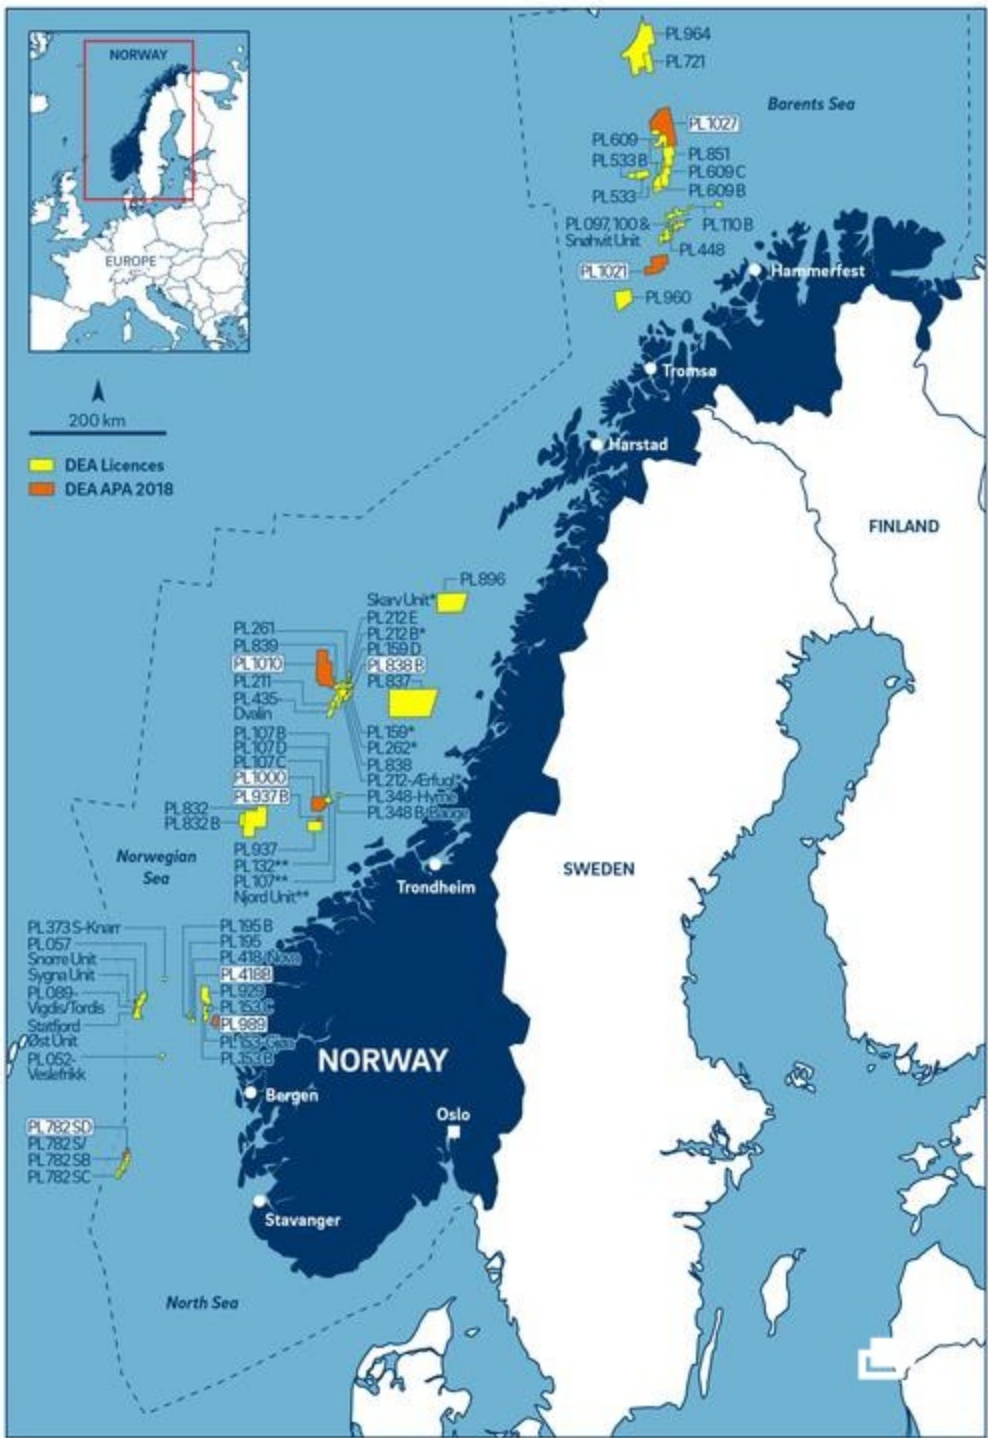 NORWAY
EUROPE
200 km
DEA Licences
DEA APA 2018
PL964
PL721
Barents Sea
PL1027
PL609
PL851
PL533 B
PL609 C
PL609 B
PL533
PL097, 100 &
Snøhvit Unit
PL110 B
PL448
PL1021
PL960
Hammerfest
Tromsø
Harstad
FINLAND
PL896
Skarv Unit*
PL212 E
PL212 B*
PL159 D
PL838 B
PL837
PL261
PL839
PL1010
PL211
PL435-
Dvalin
PL159*
PL262*
PL838
PL212-Ærfugl*
PL348-Hyme
PL348 B/Bauge
PL107 B
PL107 D
PL107 C
PL1000
PL937 B
PL832
PL832 B
PL937
PL132**
PL107**
Njord Unit**
Norwegian
Sea
Trondheim
SWEDEN
PL373 S-Knarr
PL057
Snorre Unit
Sygna Unit
PL089-
Vigdis/Tordis
Statfjord
Øst Unit
PL052-
Veslefrikk
PL195 B
PL195
PL418/Nova
PL418B
PL929
PL153 C
PL989
PL153-Gjøa
PL153 B
NORWAY
Bergen
Oslo
PL782 SD
PL782 S/
PL782 SB
PL782 SC
Stavanger
North Sea